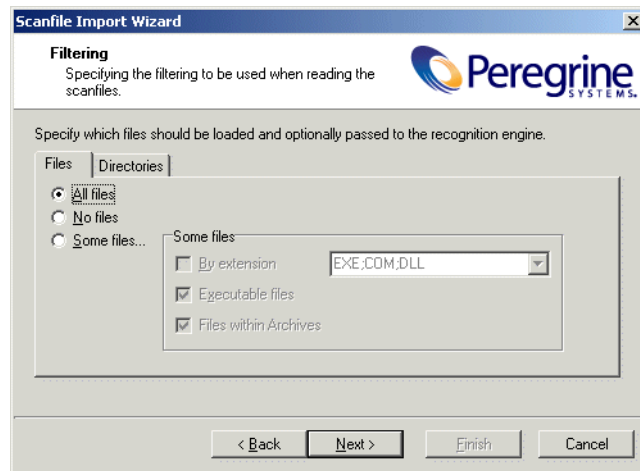 Scanfile Import Wizard
Filtering
Specifying the filtering to be used when reading the
scanfiles.
Peregrine
SYSTEMS
Specify which files should be loaded and optionally passed to the recognition engine.
Files
Directories
All files
No files
Some files...
Some files
By extension
EXE;COM;DLL
Executable files
Files within Archives
< Back
Next >
Finish
Cancel